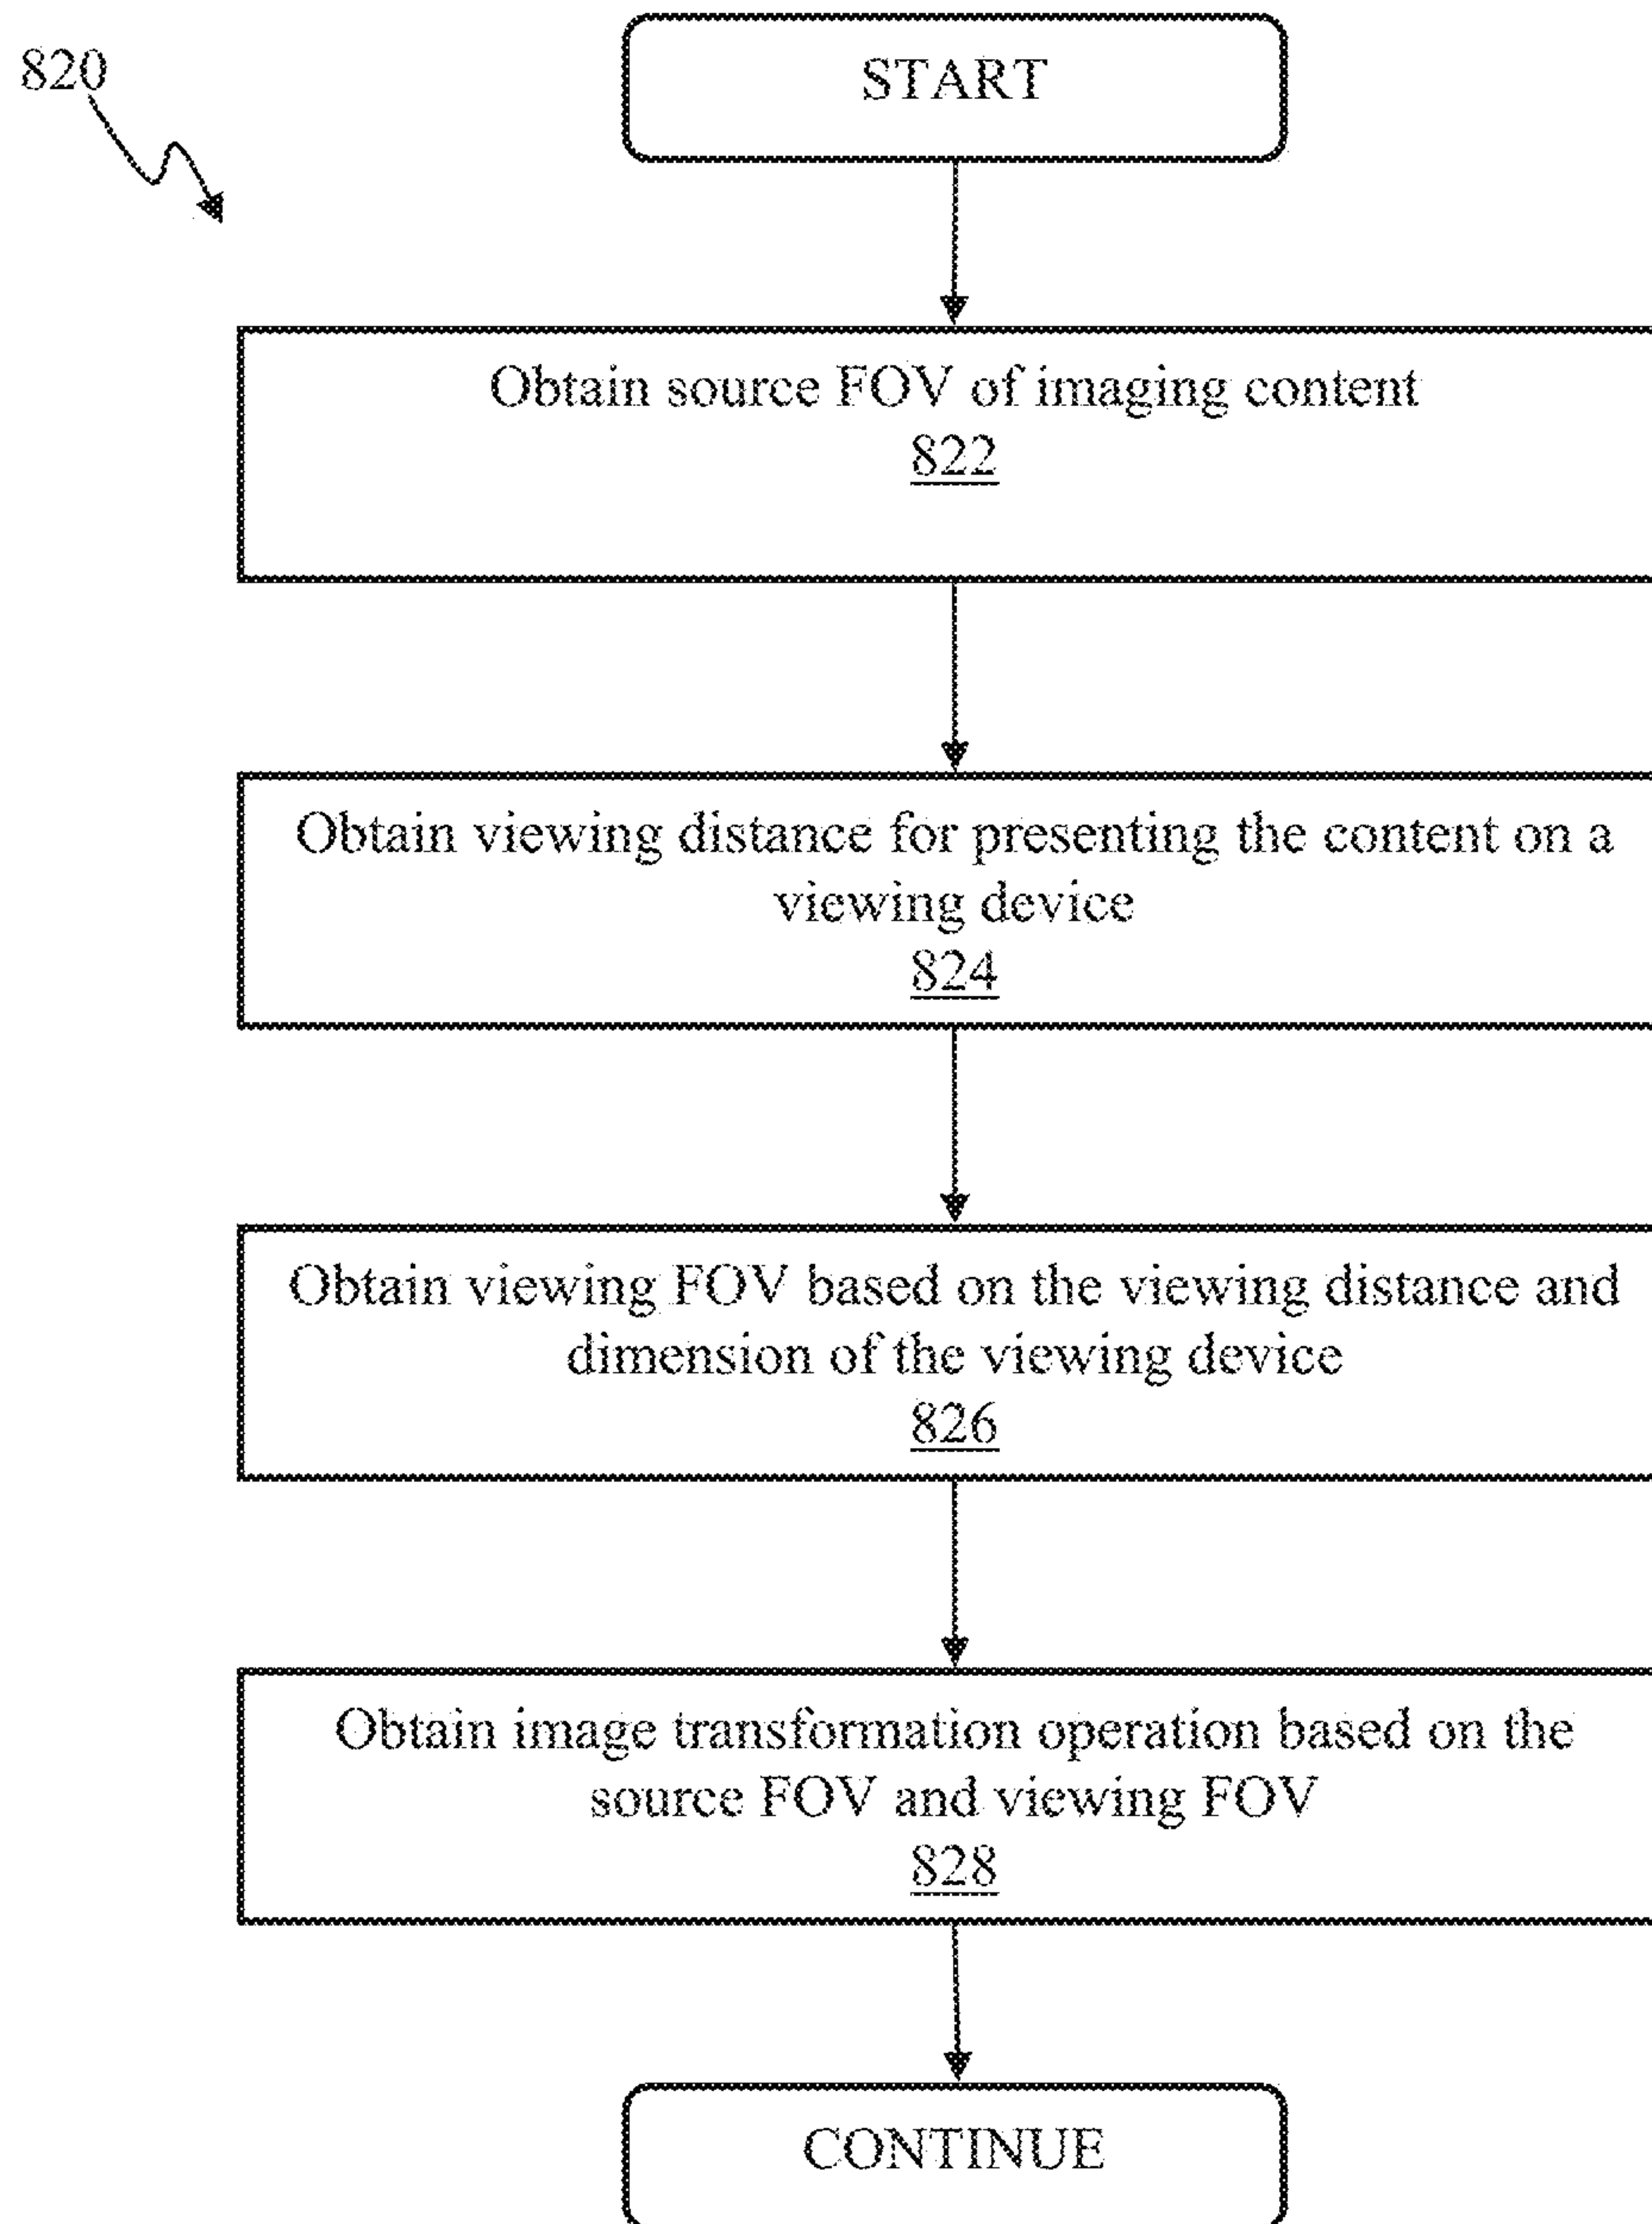 820
START
Obtain source FOV of imaging content
822
Obtain viewing distance for presenting the content on a
viewing device
824
Obtain viewing FOV based on the viewing distance and
dimension of the viewing device
826
Obtain image transformation operation based on the
source FOV and viewing FOV
828
CONTINUE